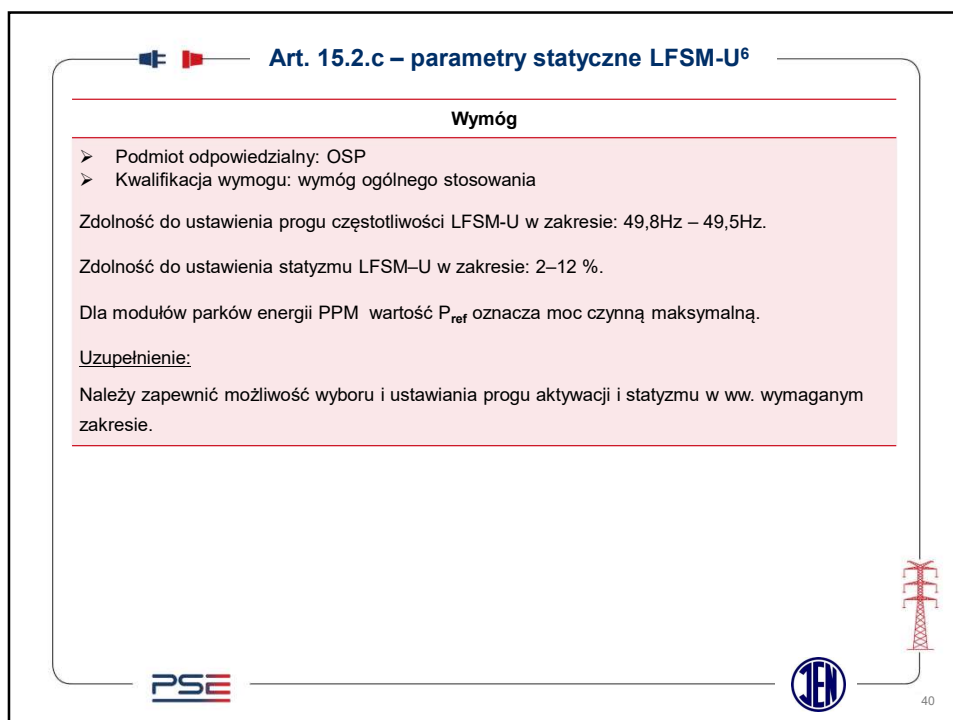 Art. 15.2.c – parametry statyczne LFSM-U⁶
Wymóg
➢ Podmiot odpowiedzialny: OSP
➢ Kwalifikacja wymogu: wymóg ogólnego stosowania
Zdolność do ustawienia progu częstotliwości LFSM-U w zakresie: 49,8Hz – 49,5Hz.
Zdolność do ustawienia statyzmu LFSM–U w zakresie: 2–12 %.
Dla modułów parków energii PPM wartość Pref oznacza moc czynną maksymalną.
Uzupełnienie:
Należy zapewnić możliwość wyboru i ustawiania progu aktywacji i statyzmu w ww. wymaganym
zakresie.
PSE
IEN
40